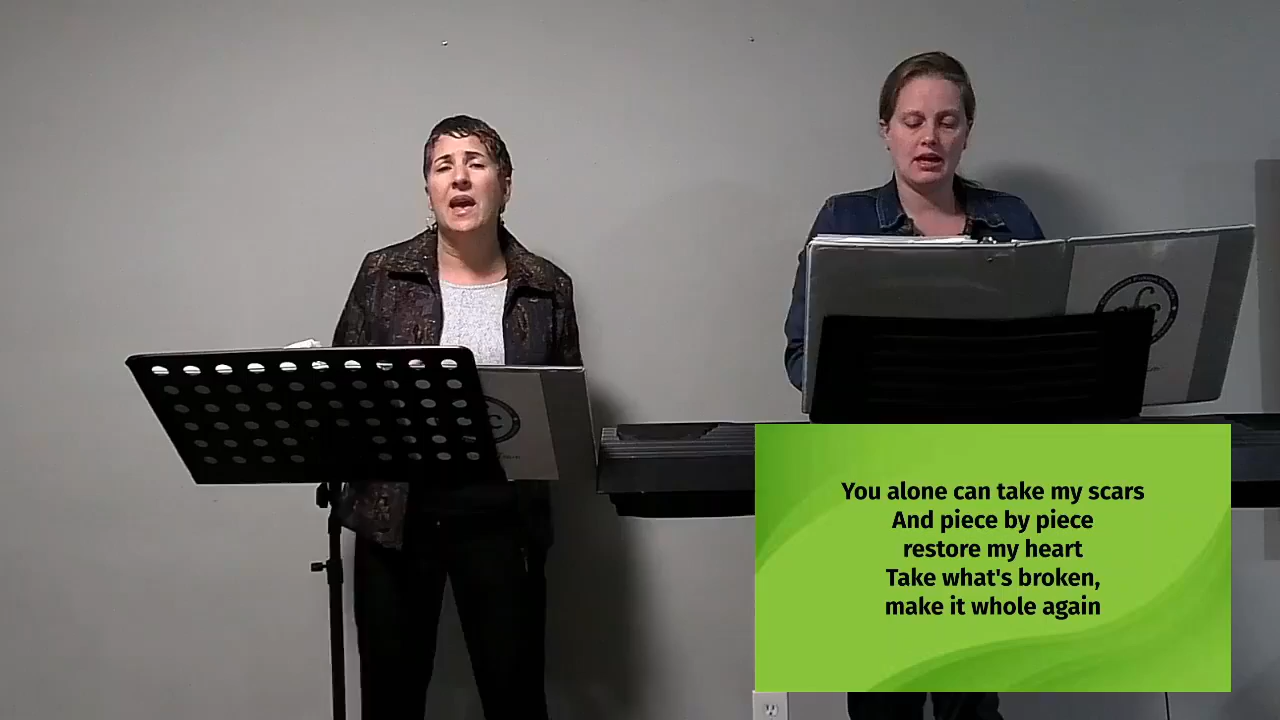 You alone can take my scars
And piece by piece
restore my heart
Take what's broken,
make it whole again